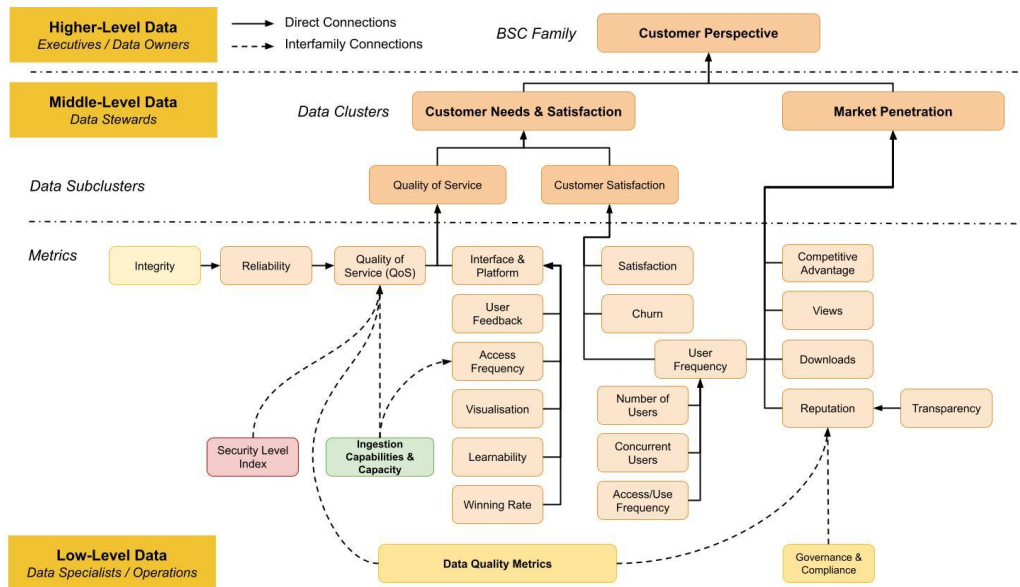 Higher-Level Data
Executives / Data Owners
Direct Connections
Interfamily Connections
BSC Family
Customer Perspective
Middle-Level Data
Data Stewards
Data Clusters
Customer Needs & Satisfaction
Market Penetration
Data Subclusters
Quality of Service
Customer Satisfaction
Metrics
Integrity
Reliability
Quality of
Service (QoS)
Interface &
Platform
Satisfaction
Competitive
Advantage
User
Feedback
Churn
Views
Access
Frequency
User
Frequency
Downloads
Visualisation
Number of
Users
Reputation
Transparency
Security Level
Index
Ingestion
Capabilities &
Capacity
Learnability
Concurrent
Users
Winning Rate
Access/Use
Frequency
Low-Level Data
Data Specialists / Operations
Data Quality Metrics
Governance &
Compliance